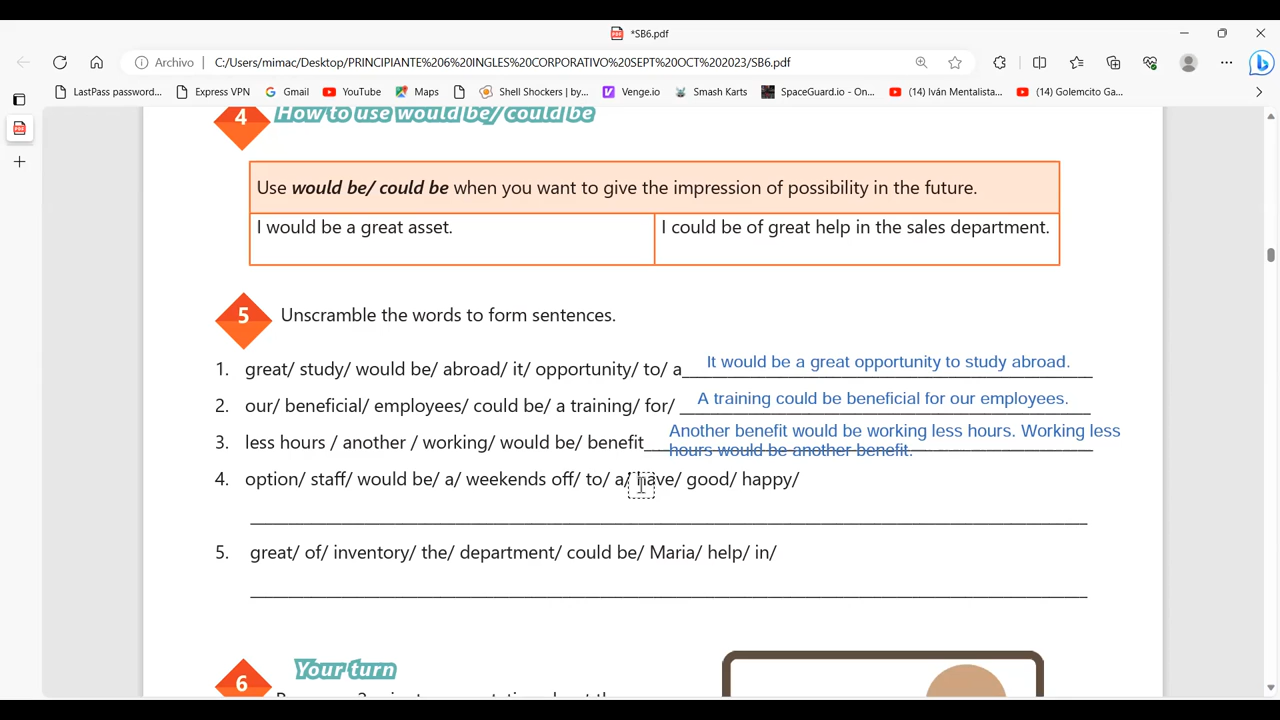 *SB6.pdf
Archivo C:/Users/mimac/Desktop/PRINCIPIANTE%206%20INGLES%20CORPORATIVO%20SEPT%20OCT%202023/SB6.pdf
LastPass password... Express VPN Gmail YouTube Maps Shell Shockers | by... Venge.io Smash Karts SpaceGuard.io - On... (14) Iván Mentalista... (14) Golemcito Ga...
4 How to use would be/ could be
Use would be/ could be when you want to give the impression of possibility in the future.
I would be a great asset. I could be of great help in the sales department.
5 Unscramble the words to form sentences.
1. great/ study/ would be/ abroad/ it/ opportunity/ to/ a It would be a great opportunity to study abroad.
2. our/ beneficial/ employees/ could be/ a training/ for/ A training could be beneficial for our employees.
3. less hours / another / working/ would be/ benefit Another benefit would be working less hours. Working less
hours would be another benefit.
4. option/ staff/ would be/ a/ weekends off/ to/ a/ have/ good/ happy/
5. great/ of/ inventory/ the/ department/ could be/ Maria/ help/ in/
6 Your turn